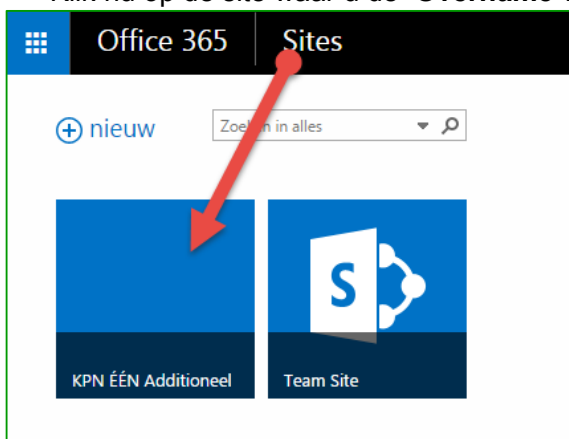 Office 365 Sites
nieuw
Zoeken in alles
KPN ÉÉN Additioneel
Team Site